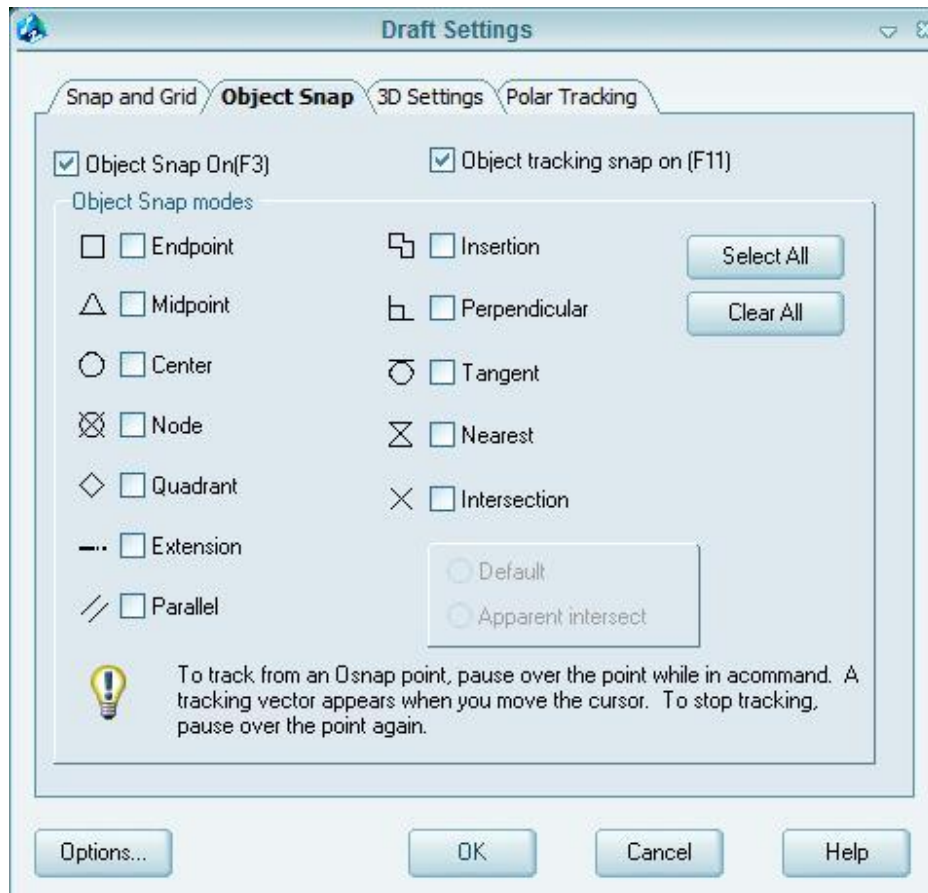 Draft Settings
Snap and Grid
Object Snap
3D Settings
Polar Tracking
Object Snap On(F3)
Object tracking snap on (F11)
Object Snap modes
Endpoint
Insertion
Select All
Midpoint
Perpendicular
Clear All
Center
Tangent
Node
Nearest
Quadrant
Intersection
Extension
Default
Parallel
Apparent intersect
To track from an Osnap point, pause over the point while in acommand. A
tracking vector appears when you move the cursor. To stop tracking,
pause over the point again.
Options...
OK
Cancel
Help